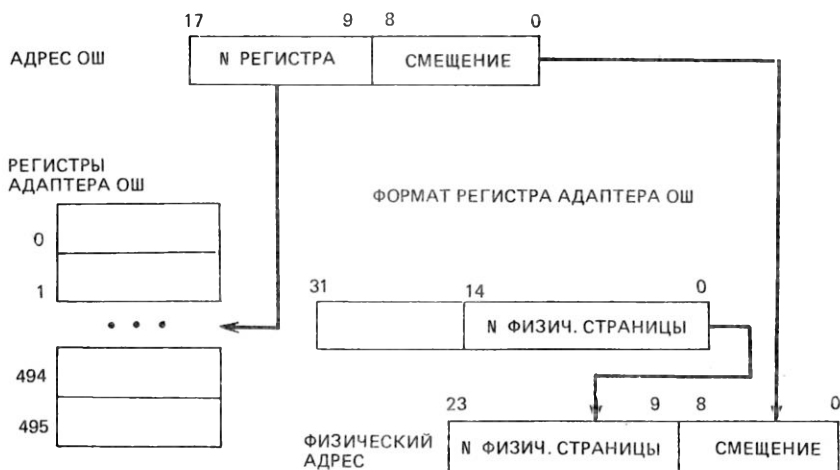 17 9 8 0
АДРЕС ОШ
N РЕГИСТРА
СМЕЩЕНИЕ
РЕГИСТРЫ
АДАПТЕРА ОШ
ФОРМАТ РЕГИСТРА АДАПТЕРА ОШ
0
1
• • •
494
495
31 14 0
N ФИЗИЧ. СТРАНИЦЫ
23 9 8 0
ФИЗИЧЕСКИЙ
АДРЕС
N ФИЗИЧ. СТРАНИЦЫ
СМЕЩЕНИЕ